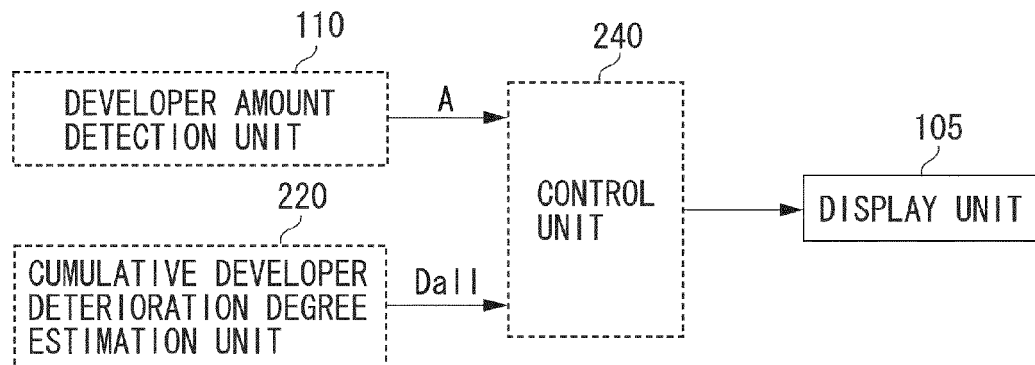 110
DEVELOPER AMOUNT
DETECTION UNIT
A
240
CONTROL
UNIT
105
DISPLAY UNIT
220
CUMULATIVE DEVELOPER
DETERIORATION DEGREE
ESTIMATION UNIT
Dall